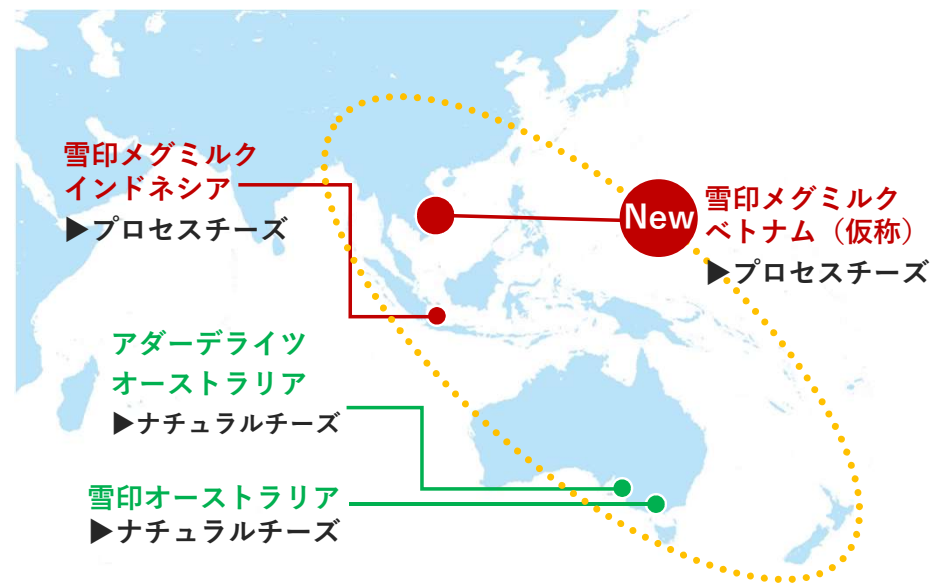 雪印メグミルク
インドネシア
▶プロセスチーズ
New
雪印メグミルク
ベトナム（仮称）
▶プロセスチーズ
アダーデライツ
オーストラリア
▶ナチュラルチーズ
雪印オーストラリア
▶ナチュラルチーズ